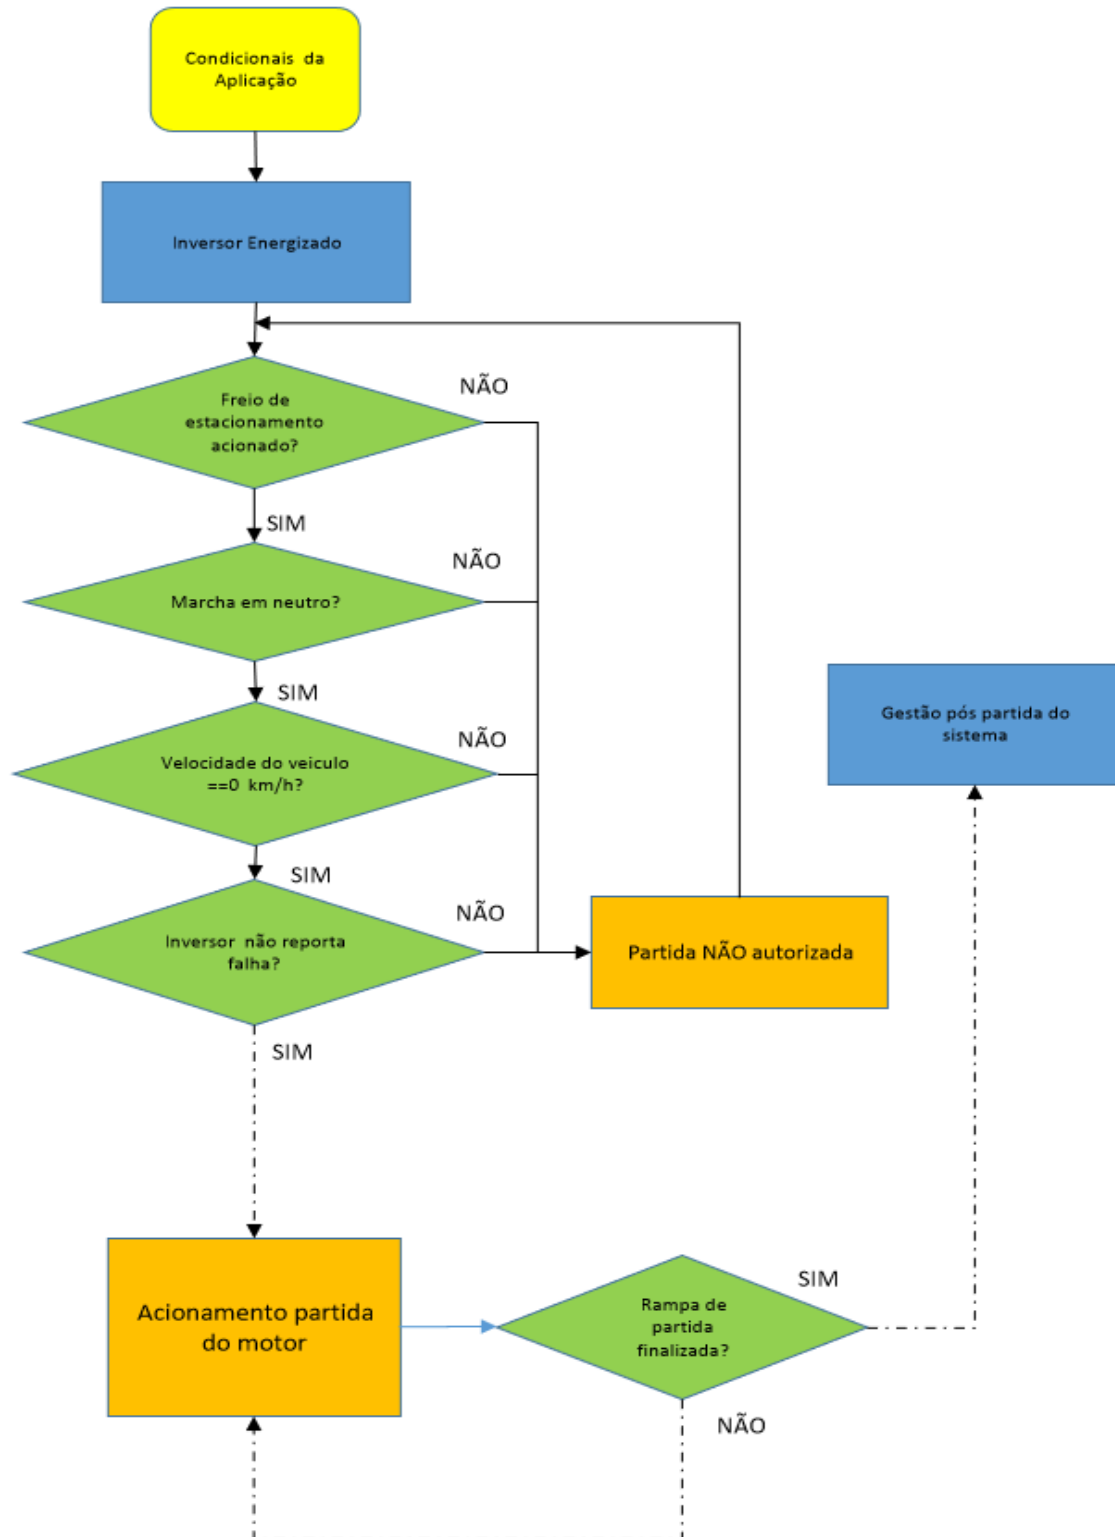 Condicionais da
Aplicação
Inversor Energizado
Freio de
estacionamento
acionado?
NÃO
SIM
Marcha em neutro?
NÃO
SIM
Velocidade do veiculo
==0 km/h?
NÃO
SIM
Inversor não reporta
falha?
NÃO
SIM
Partida NÃO autorizada
Gestão pós partida do
sistema
Acionamento partida
do motor
Rampa de
partida
finalizada?
SIM
NÃO